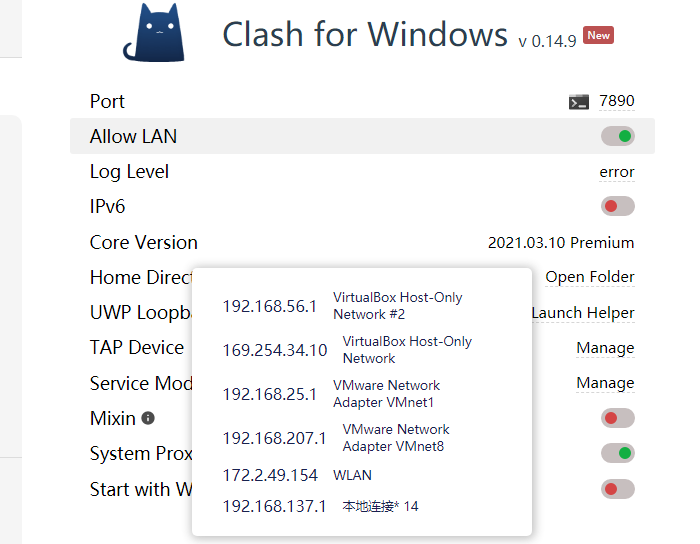 Clash for Windows v 0.14.9 New
Port 7890
Allow LAN
Log Level error
IPv6
Core Version 2021.03.10 Premium
Home Direct Open Folder
UWP Loopba Launch Helper
TAP Device Manage
Service Mod Manage
Mixin
System Prox
Start with W
192.168.56.1 VirtualBox Host-Only
Network #2
169.254.34.10 VirtualBox Host-Only
Network
192.168.25.1 VMware Network
Adapter VMnet1
192.168.207.1 VMware Network
Adapter VMnet8
172.2.49.154 WLAN
192.168.137.1 本地连接* 14